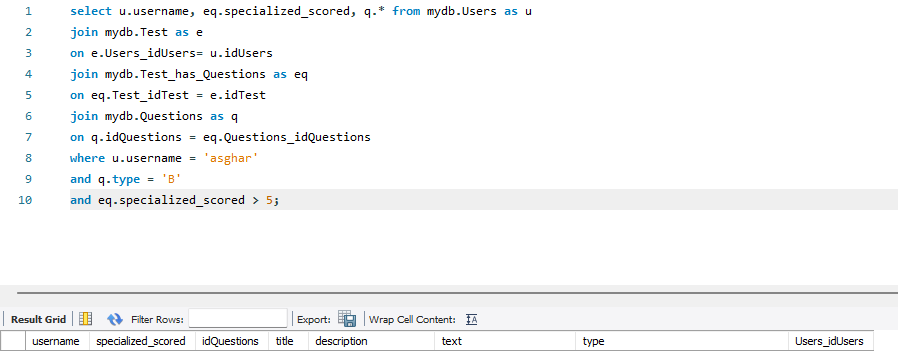 1 select u.username, eq.specialized_scored, q.* from mydb.Users as u
2 join mydb.Test as e
3 on e.Users_idUsers= u.idUsers
4 join mydb.Test_has_Questions as eq
5 on eq.Test_idTest = e.idTest
6 join mydb.Questions as q
7 on q.idQuestions = eq.Questions_idQuestions
8 where u.username = 'asghar'
9 and q.type = 'B'
10 and eq.specialized_scored > 5;
Result Grid Filter Rows: Export: Wrap Cell Content: IA
username specialized_scored idQuestions title description text type Users_idUsers